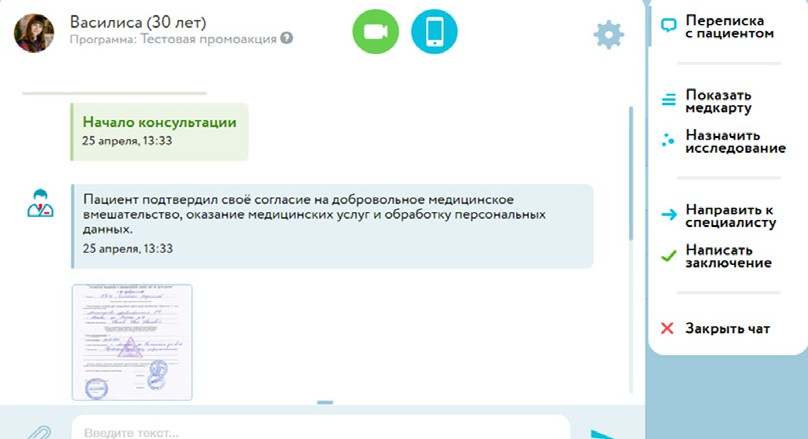 Василиса (30 лет)
Программа: Тестовая промоакция ?
Начало консультации
25 апреля, 13:33
Пациент подтвердил своё согласие на добровольное медицинское
вмешательство, оказание медицинских услуг и обработку персональных
данных.
25 апреля, 13:33
Введите текст...
Переписка
с пациентом
Показать
медкарту
Назначить
исследование
Направить к
специалисту
Написать
заключение
Закрыть чат